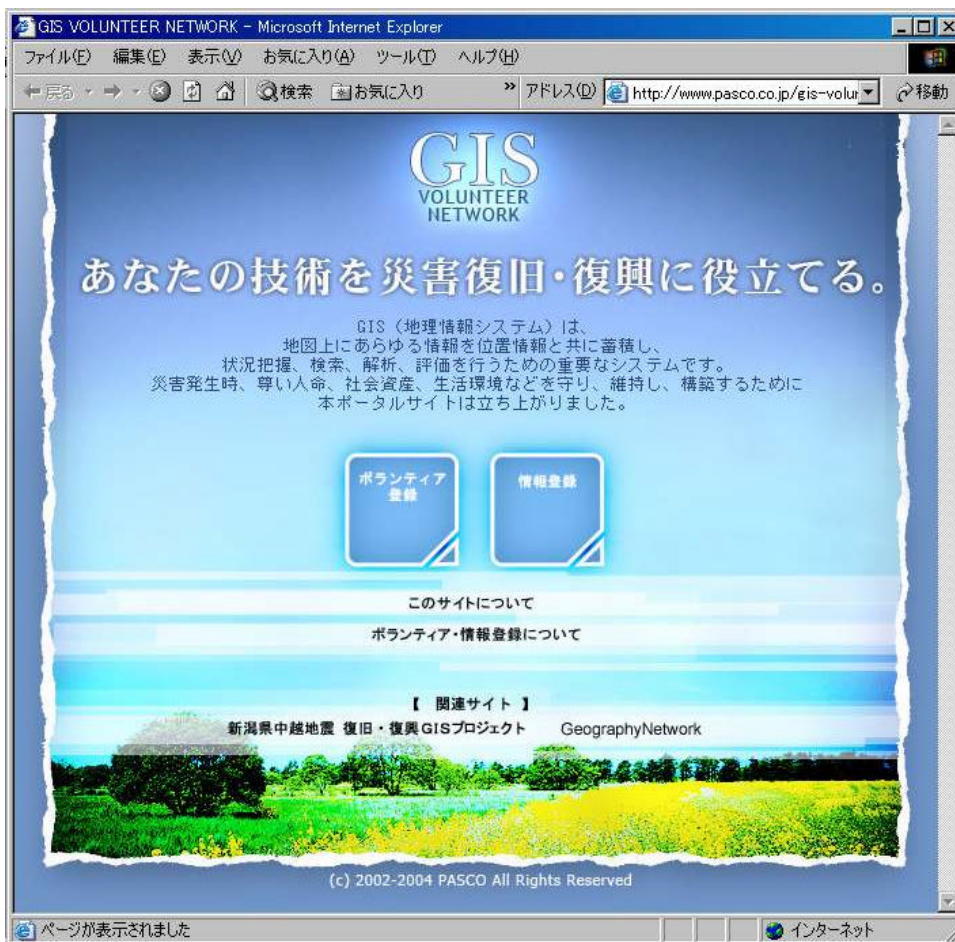 GIS VOLUNTEER NETWORK - Microsoft Internet Explorer
ファイル(F) 編集(E) 表示(V) お気に入り(A) ツール(T) ヘルプ(H)
戻る 検索 お気に入り » アドレス(D) http://www.pasco.co.jp/gis-volur 移動
GIS
VOLUNTEER
NETWORK
あなたの技術を災害復旧・復興に役立てる。
GIS（地理情報システム）は、
地図上にあらゆる情報を位置情報と共に蓄積し、
状況把握、検索、解析、評価を行うための重要なシステムです。
災害発生時、尊い人命、社会資産、生活環境などを守り、維持し、構築するために
本ポータルサイトは立ち上がりました。
ボランティア 情報登録
登録
このサイトについて
ボランティア・情報登録について
【 関連サイト 】
新潟県中越地震 復旧・復興GISプロジェクト GeographyNetwork
(c) 2002-2004 PASCO All Rights Reserved
ページが表示されました インターネット